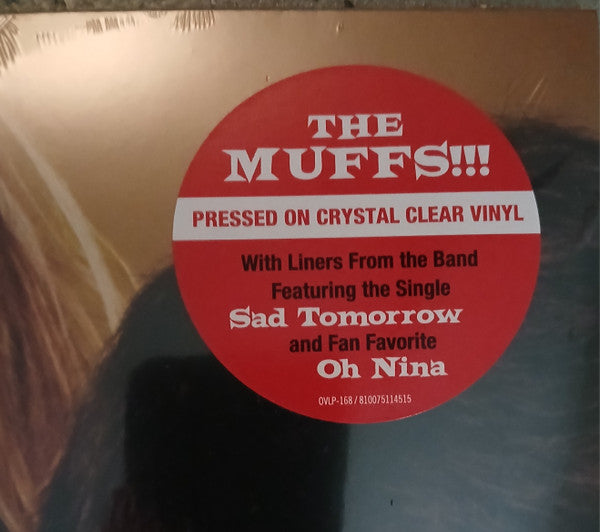 THE
MUFFS!!!
PRESSED ON CRYSTAL CLEAR VINYL
With Liners From the Band
Featuring the Single
Sad Tomorrow
and Fan Favorite
Oh Nina
OVLP-168 / 810075114515